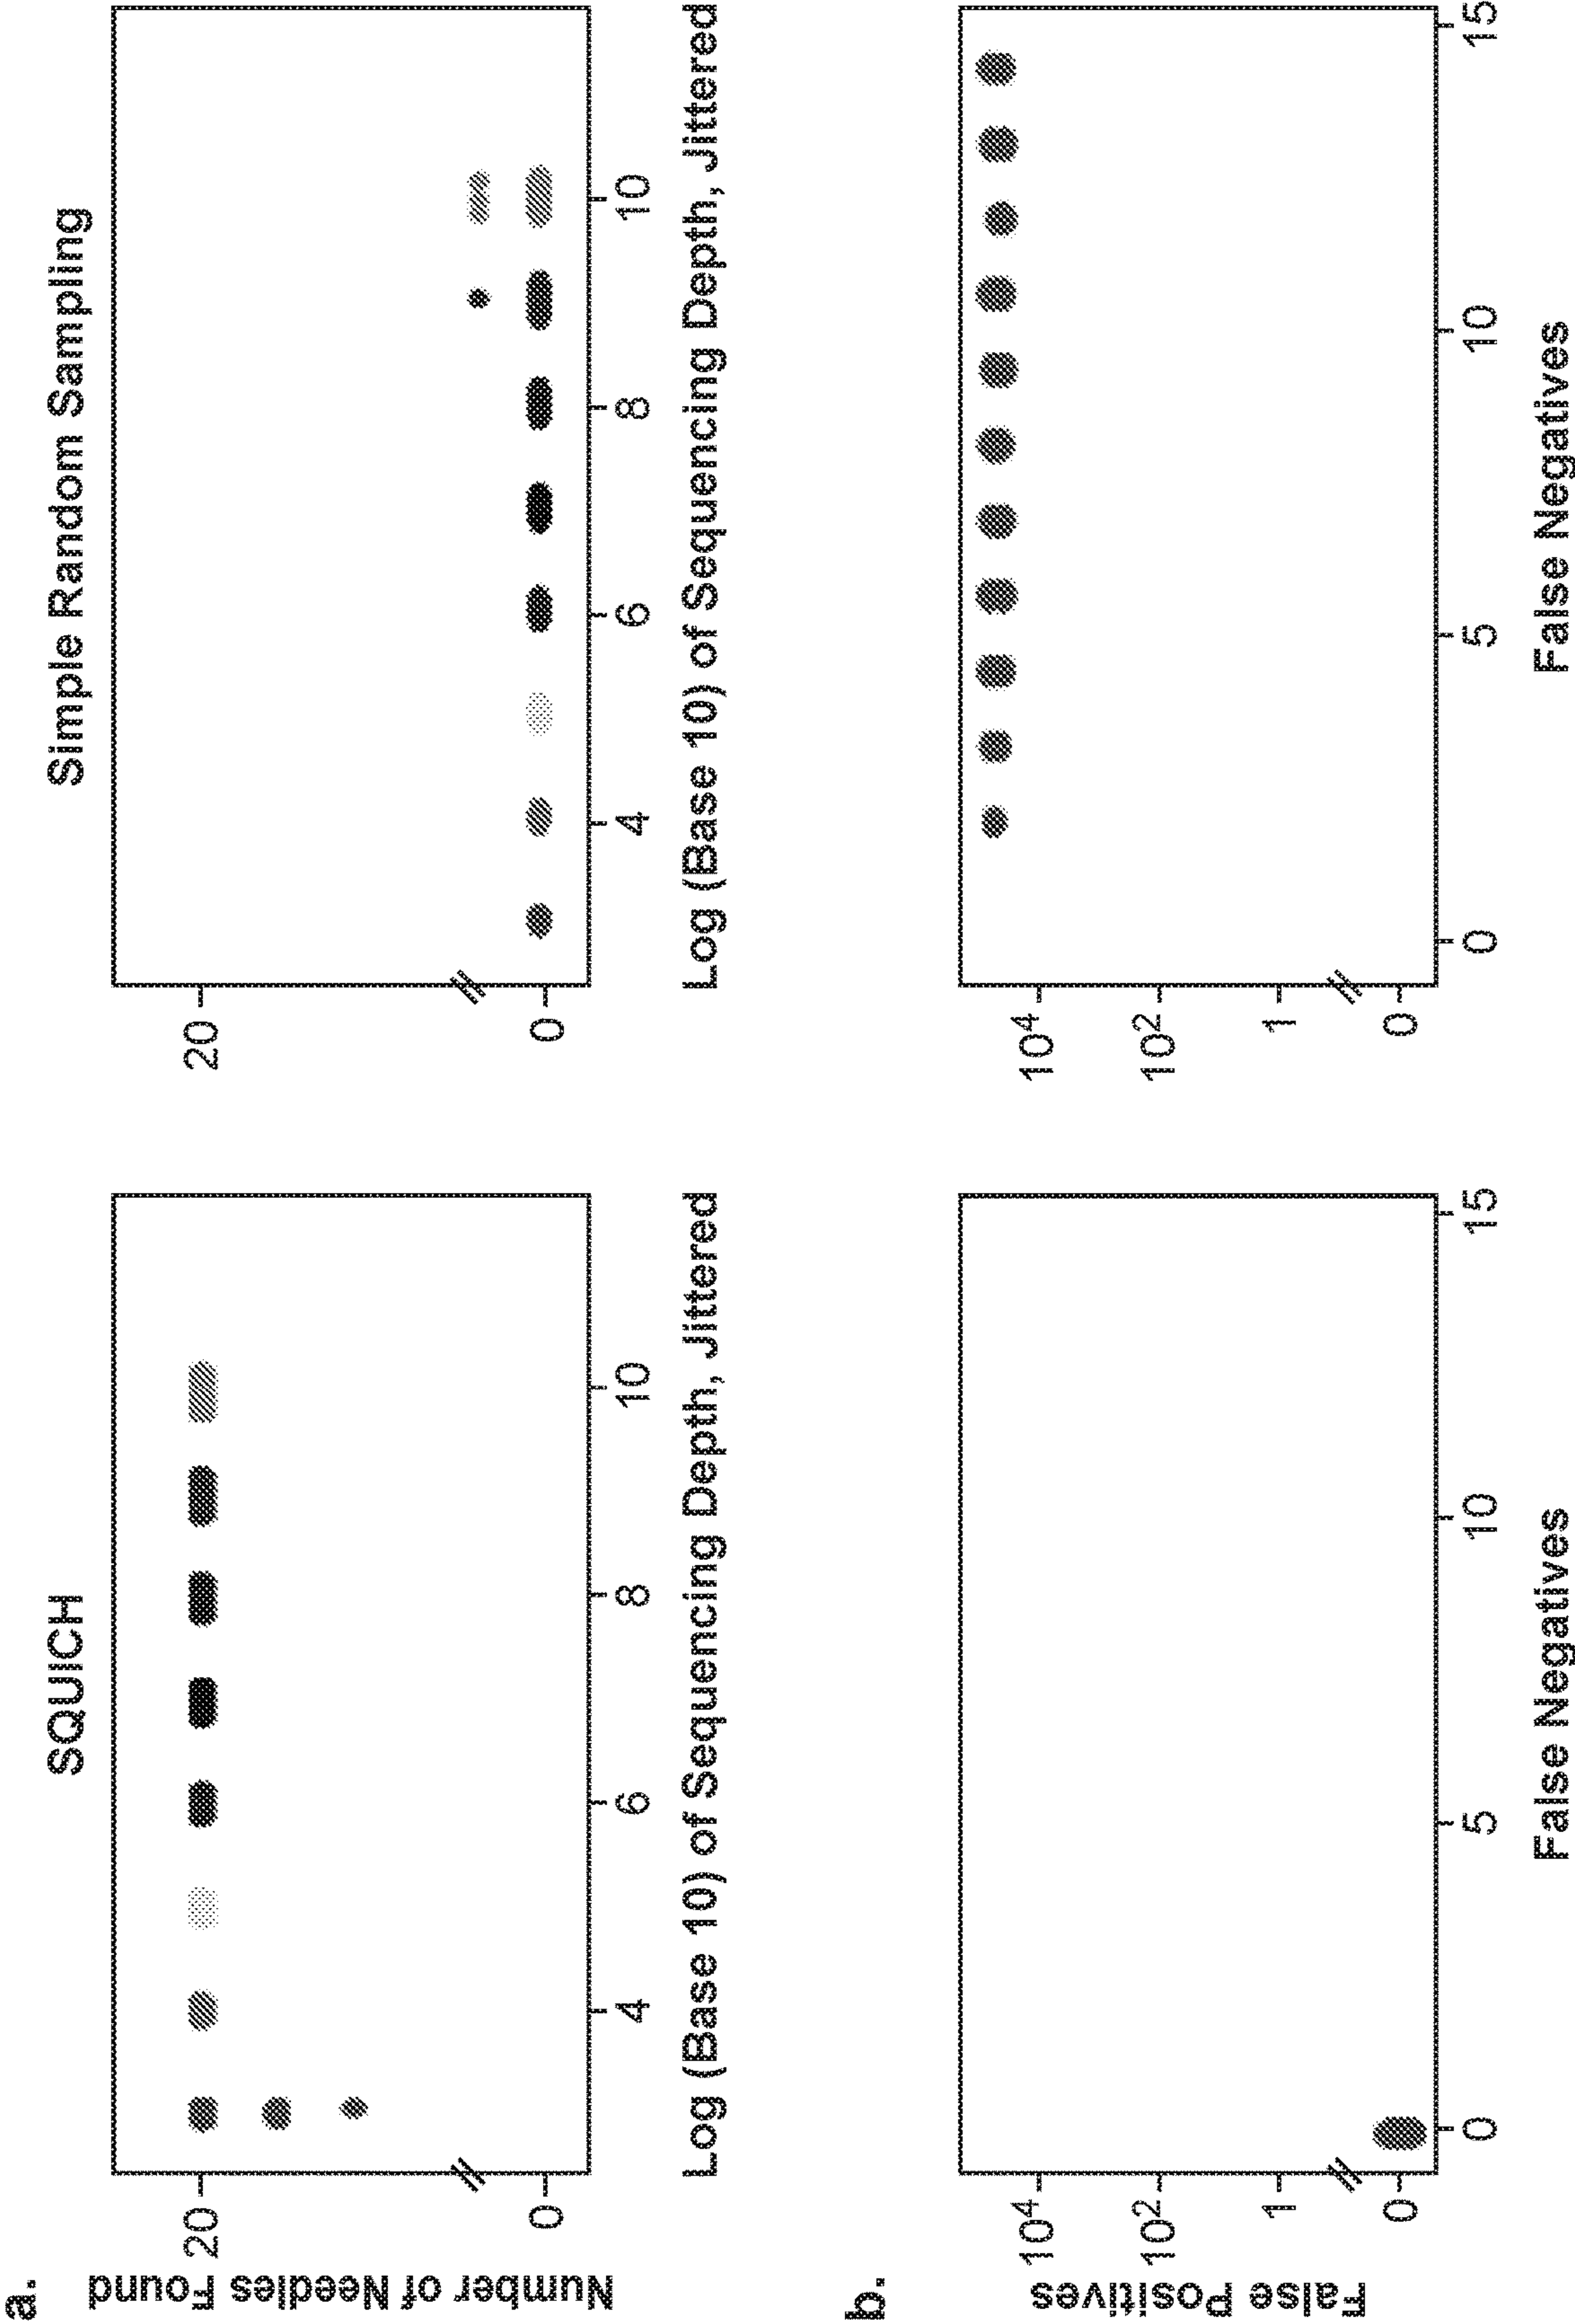 a.
SQUICH
Simple Random Sampling
Number of Needles Found
20
0
4
6
8
10
Log (Base 10) of Sequencing Depth, Jittered
20
0
4
6
8
10
Log (Base 10) of Sequencing Depth, Jittered
b.
False Positives
10⁴
10²
1
0
0
5
10
15
False Negatives
10⁴
10²
1
0
0
5
10
15
False Negatives